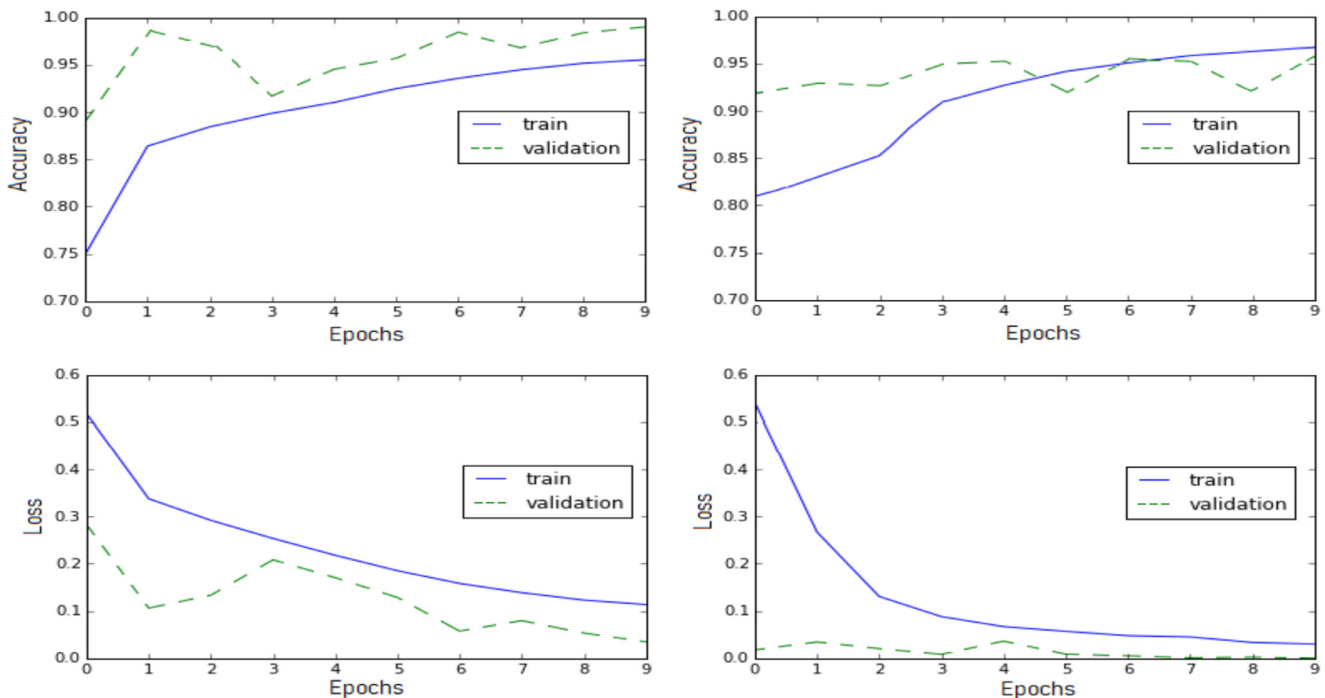 1.00
0.95
0.90
0.85
0.80
0.75
0.70
Accuracy
train
validation
0 1 2 3 4 5 6 7 8 9
Epochs
1.00
0.95
0.90
0.85
0.80
0.75
0.70
Accuracy
train
validation
0 1 2 3 4 5 6 7 8 9
Epochs
0.6
0.5
0.4
0.3
0.2
0.1
0.0
Loss
train
validation
0 1 2 3 4 5 6 7 8 9
Epochs
0.6
0.5
0.4
0.3
0.2
0.1
0.0
Loss
train
validation
0 1 2 3 4 5 6 7 8 9
Epochs